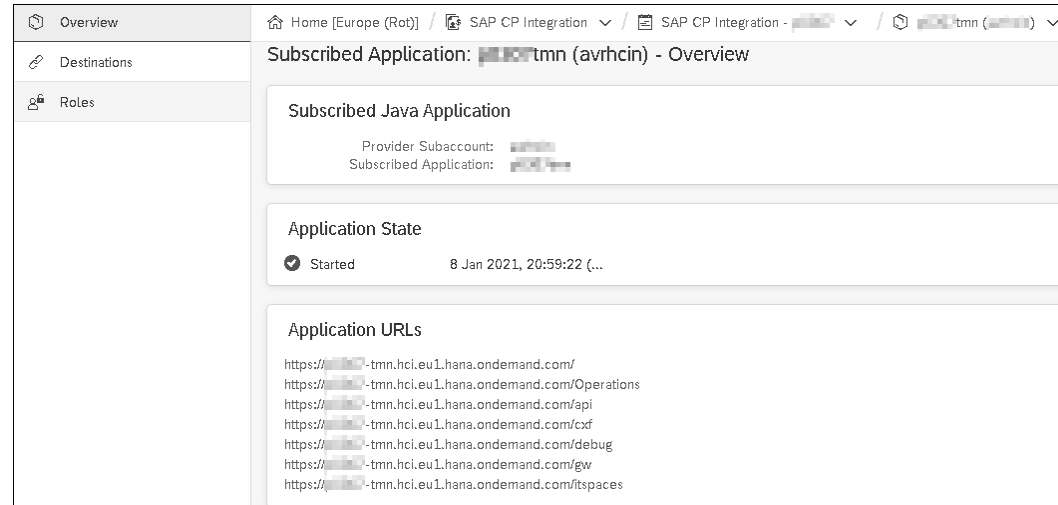 Overview
Destinations
Roles
Home [Europe (Rot)] / SAP CP Integration / SAP CP Integration - / tmn ( )
Subscribed Application: tmn (avrhcin) - Overview
Subscribed Java Application
Provider Subaccount:
Subscribed Application:
Application State
Started 8 Jan 2021, 20:59:22 (...
Application URLs
https:// -tmn.hci.eu1.hana.ondemand.com/
https:// -tmn.hci.eu1.hana.ondemand.com/Operations
https:// -tmn.hci.eu1.hana.ondemand.com/api
https:// -tmn.hci.eu1.hana.ondemand.com/cxf
https:// -tmn.hci.eu1.hana.ondemand.com/debug
https:// -tmn.hci.eu1.hana.ondemand.com/gw
https:// -tmn.hci.eu1.hana.ondemand.com/itspaces